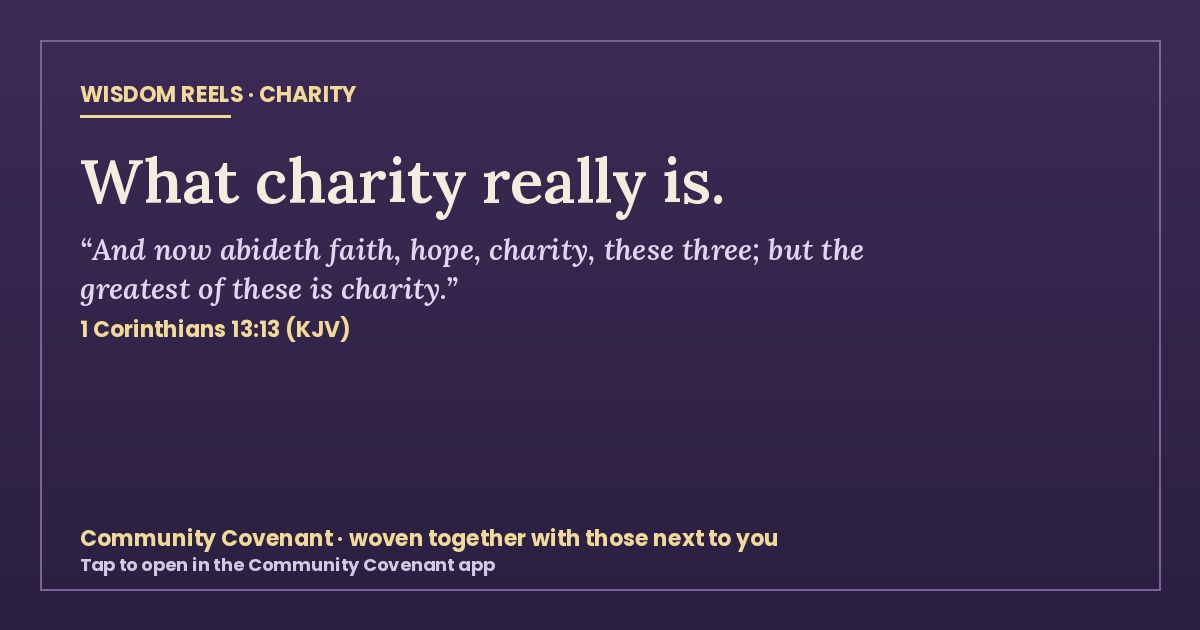 WISDOM REELS · CHARITY
What charity really is.
“And now abideth faith, hope, charity, these three; but the
greatest of these is charity.”
1 Corinthians 13:13 (KJV)
Community Covenant · woven together with those next to you
Tap to open in the Community Covenant app